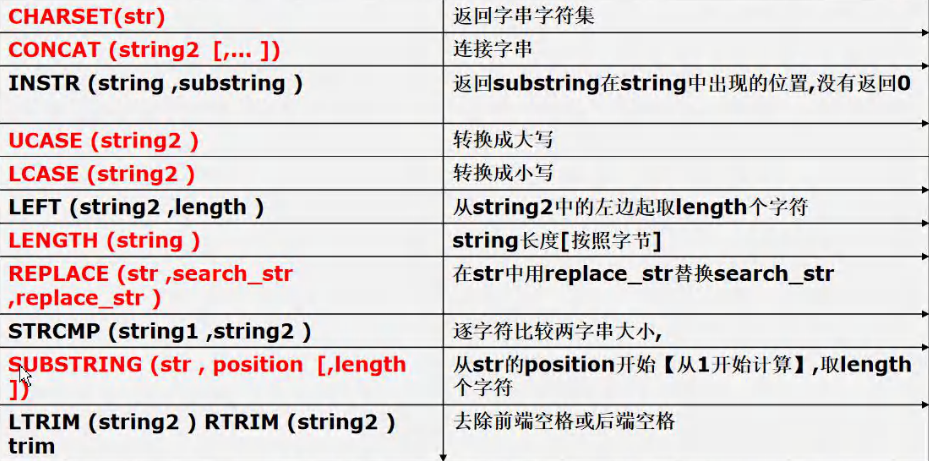 CHARSET(str) 返回字串字符集
CONCAT (string2 [,... ]) 连接字串
INSTR (string ,substring ) 返回substring在string中出现的位置,没有返回0
UCASE (string2 ) 转换成大写
LCASE (string2 ) 转换成小写
LEFT (string2 ,length ) 从string2中的左边起取length个字符
LENGTH (string ) string长度[按照字节]
REPLACE (str ,search_str 在str中用replace_str替换search_str
,replace_str )
STRCMP (string1 ,string2 ) 逐字符比较两字串大小,
SUBSTRING (str , position [,length 从str的position开始【从1开始计算】,取length
]) 个字符
LTRIM (string2 ) RTRIM (string2 ) 去除前端空格或后端空格
trim